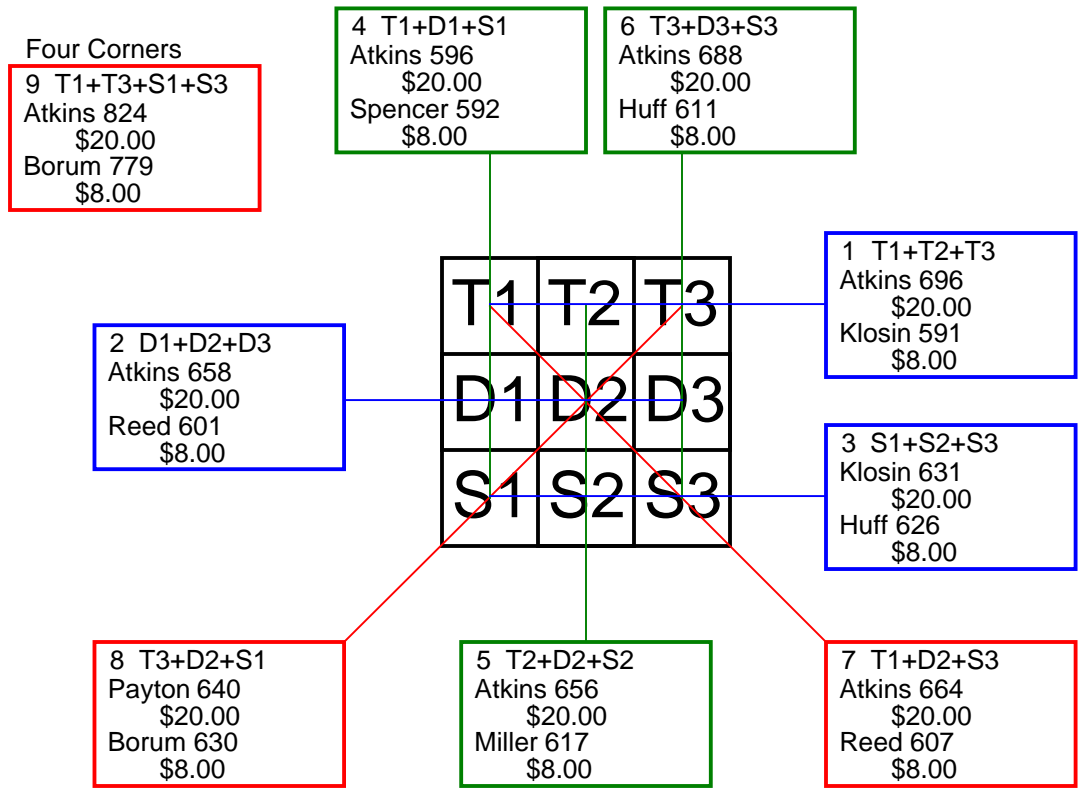 Four Corners
9 T1+T3+S1+S3
Atkins 824
$20.00
Borum 779
$8.00
4 T1+D1+S1
Atkins 596
$20.00
Spencer 592
$8.00
6 T3+D3+S3
Atkins 688
$20.00
Huff 611
$8.00
1 T1+T2+T3
Atkins 696
$20.00
Klosin 591
$8.00
T1 T2 T3
D1 D2 D3
S1 S2 S3
2 D1+D2+D3
Atkins 658
$20.00
Reed 601
$8.00
3 S1+S2+S3
Klosin 631
$20.00
Huff 626
$8.00
8 T3+D2+S1
Payton 640
$20.00
Borum 630
$8.00
5 T2+D2+S2
Atkins 656
$20.00
Miller 617
$8.00
7 T1+D2+S3
Atkins 664
$20.00
Reed 607
$8.00